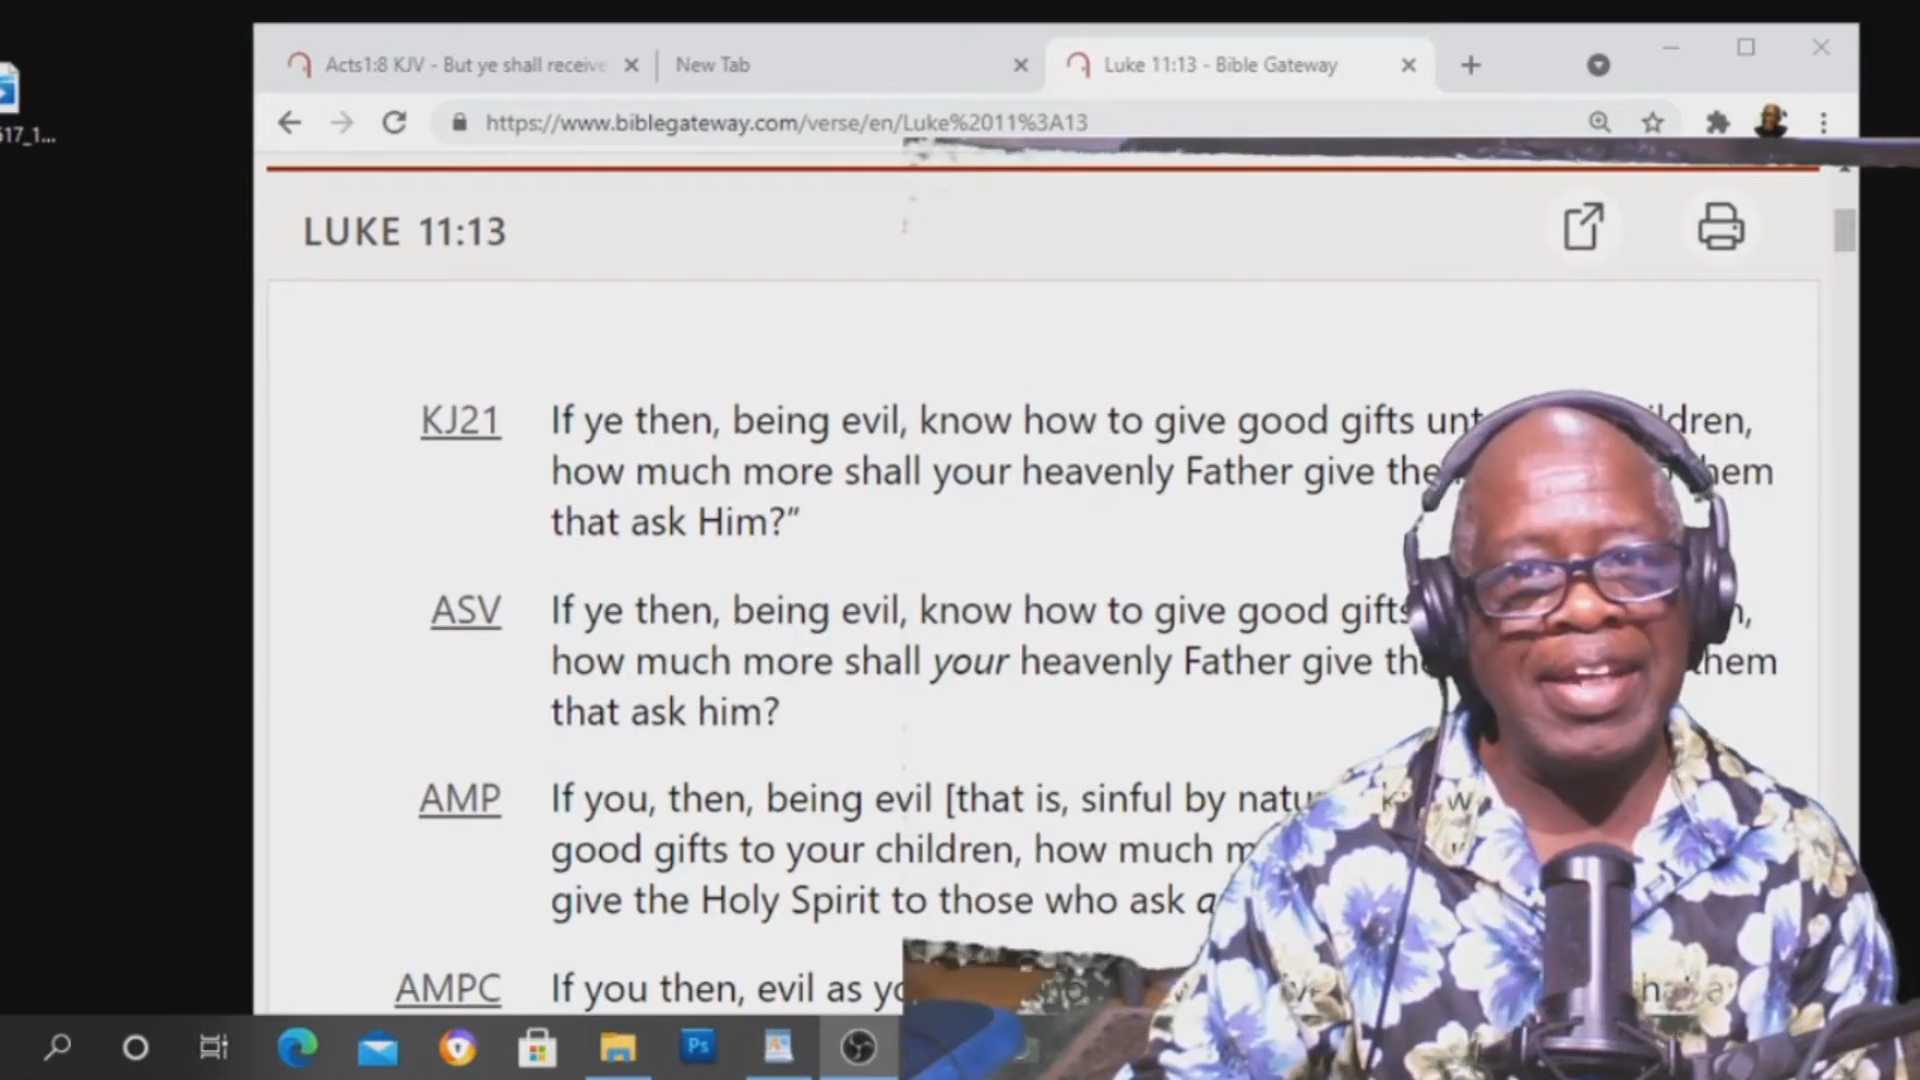 Acts1:8 KJV - But ye shall receive
New Tab
Luke 11:13 - Bible Gateway
https://www.biblegateway.com/verse/en/Luke%2011%3A13
517_1...
LUKE 11:13
KJ21
If ye then, being evil, know how to give good gifts
how much more shall your heavenly Father give them
that ask Him?”
ASV
If ye then, being evil, know how to give good gifts
how much more shall your heavenly Father give them
that ask him?
AMP
If you, then, being evil [that is, sinful by
good gifts to your children, how much
give the Holy Spirit to those who ask
AMPC
If you then, evil as
Ps